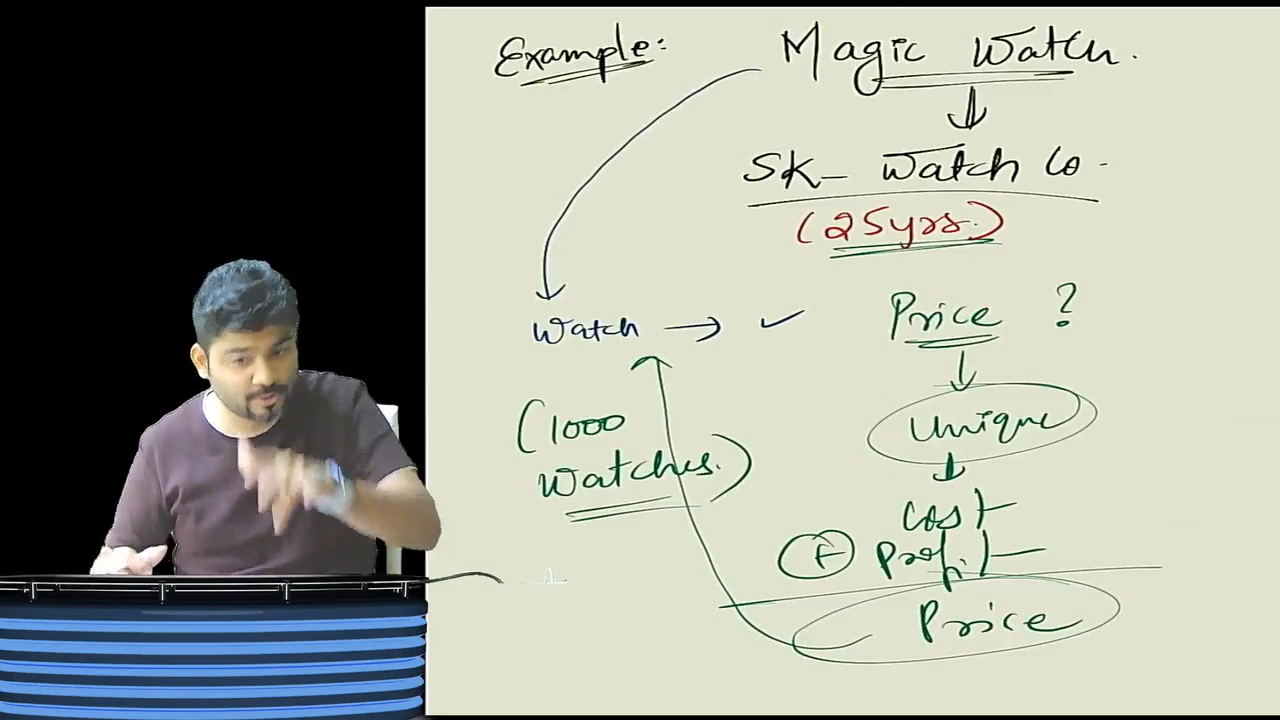 Example:
Magic Watch.
SK- Watch Co.
(25yrs.)
Watch → ✓
Price ?
(1000
Watches.)
Unique
Cost
+ Profit
Price